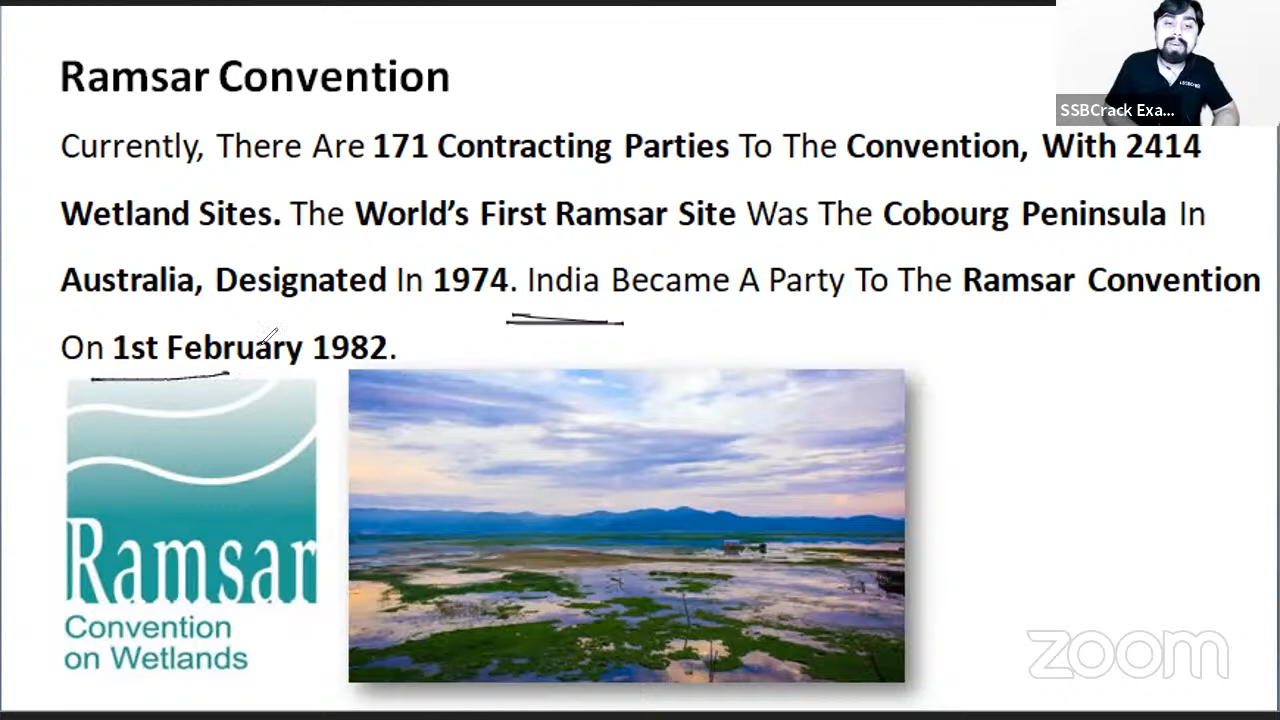 Ramsar Convention
SSBCrack Exa...
Currently, There Are 171 Contracting Parties To The Convention, With 2414
Wetland Sites. The World’s First Ramsar Site Was The Cobourg Peninsula In
Australia, Designated In 1974. India Became A Party To The Ramsar Convention
On 1st February 1982.
Ramsar
Convention
on Wetlands
zoom